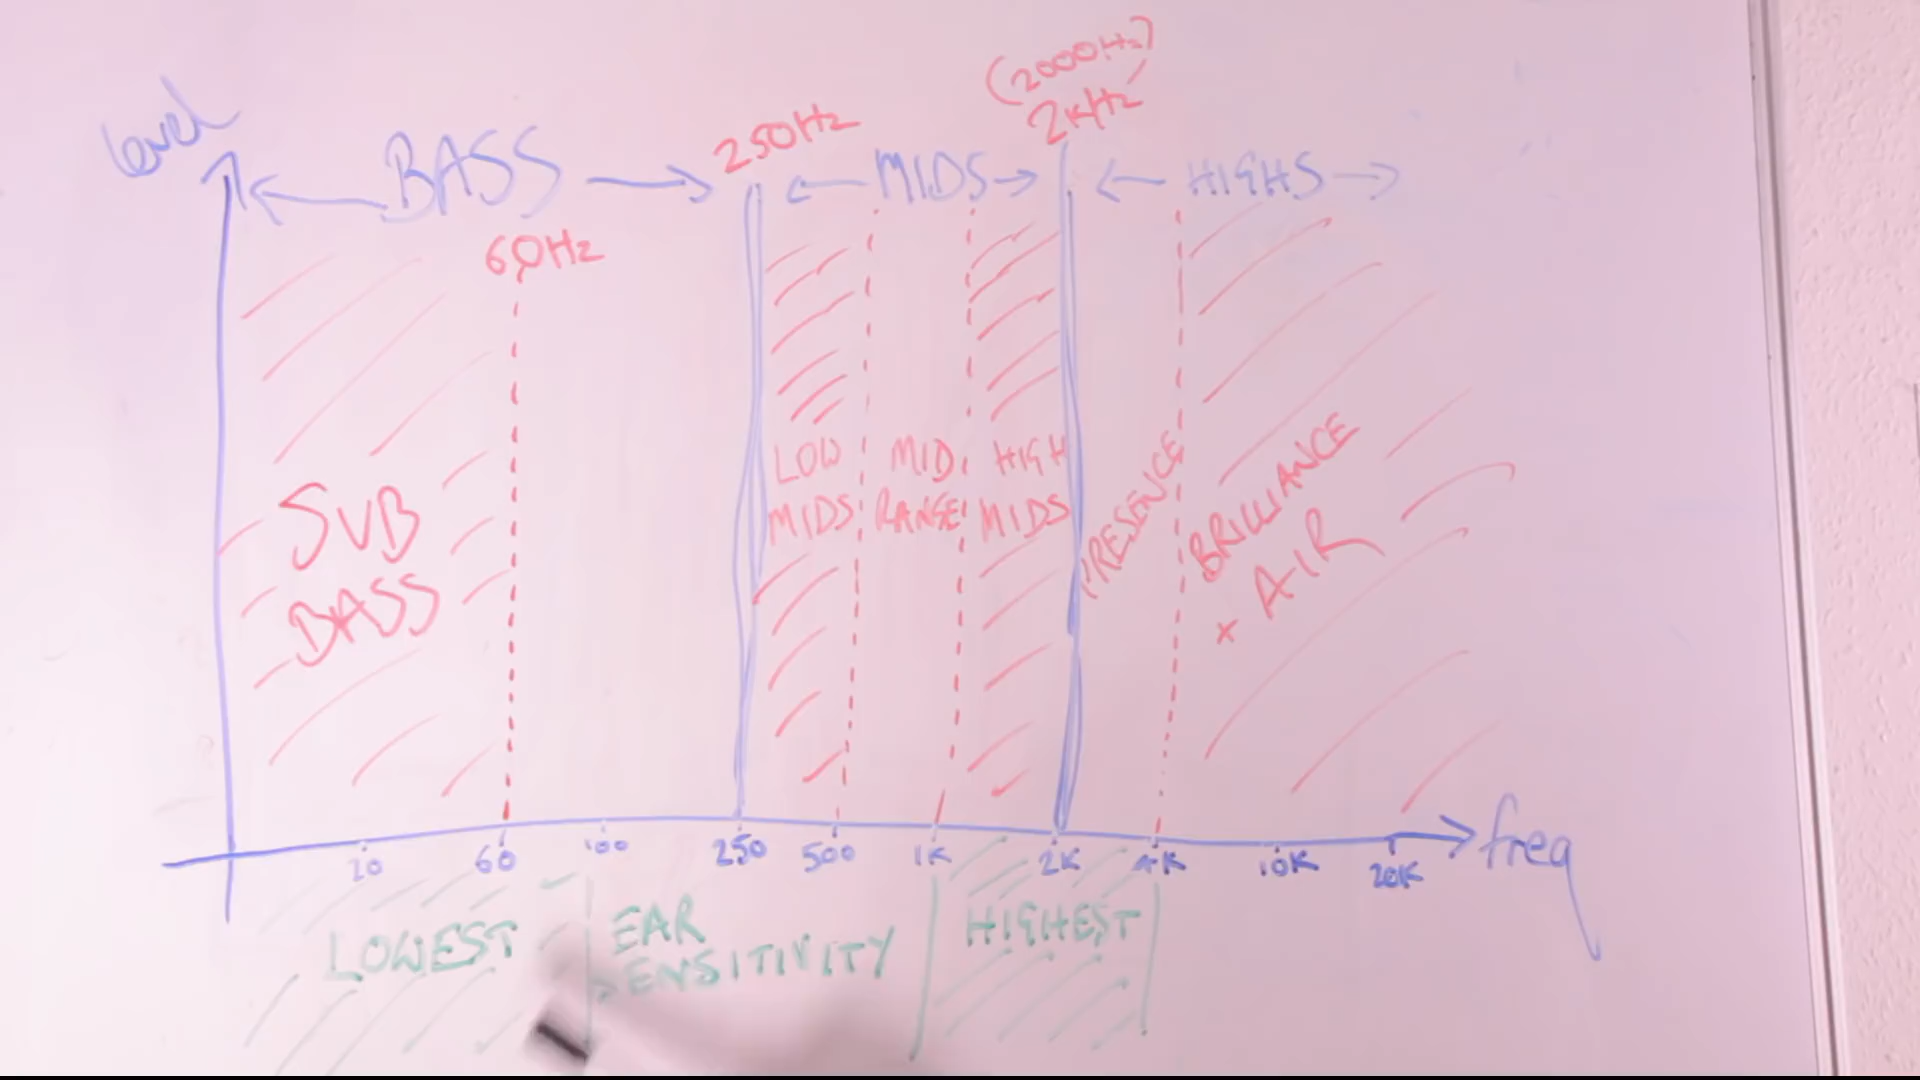 level
BASS
250Hz
MIDS
(2000Hz)
2KHz
HIGHS
60Hz
SUB
BASS
LOW
MIDS
MID
RANGE
HIGH
MIDS
PRESENCE
BRILLIANCE
+ AIR
20
60
100
250
500
1K
2K
4K
10K
20K
freq
LOWEST
EAR
SENSITIVITY
HIGHEST